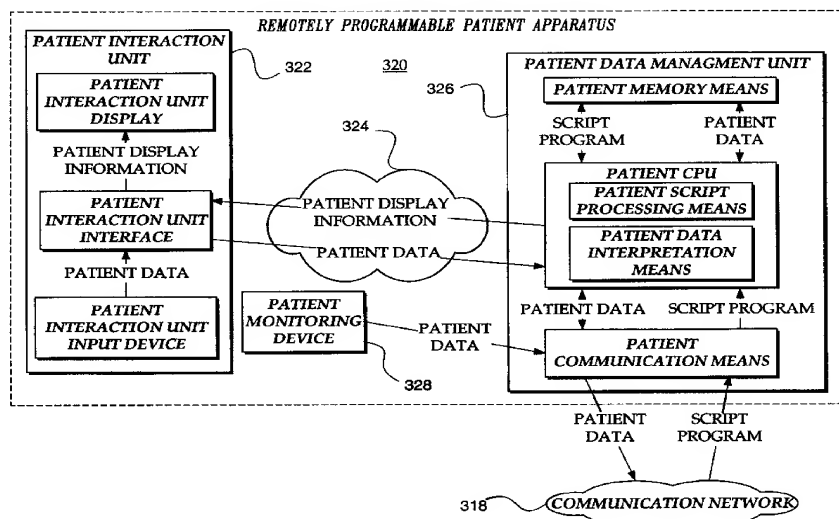 REMOTELY PROGRAMMABLE PATIENT APPARATUS
PATIENT INTERACTION
UNIT
322
PATIENT
INTERACTION UNIT
DISPLAY
PATIENT DISPLAY
INFORMATION
PATIENT
INTERACTION UNIT
INTERFACE
PATIENT DATA
PATIENT
INTERACTION UNIT
INPUT DEVICE
320
324
PATIENT DISPLAY
INFORMATION
PATIENT DATA
PATIENT
MONITORING
DEVICE
328
PATIENT
DATA
326
PATIENT DATA MANAGMENT UNIT
PATIENT MEMORY MEANS
SCRIPT
PROGRAM
PATIENT
DATA
PATIENT CPU
PATIENT SCRIPT
PROCESSING MEANS
PATIENT DATA
INTERPRETATION
MEANS
PATIENT DATA
SCRIPT PROGRAM
PATIENT
COMMUNICATION MEANS
PATIENT
DATA
SCRIPT
PROGRAM
318
COMMUNICATION NETWORK